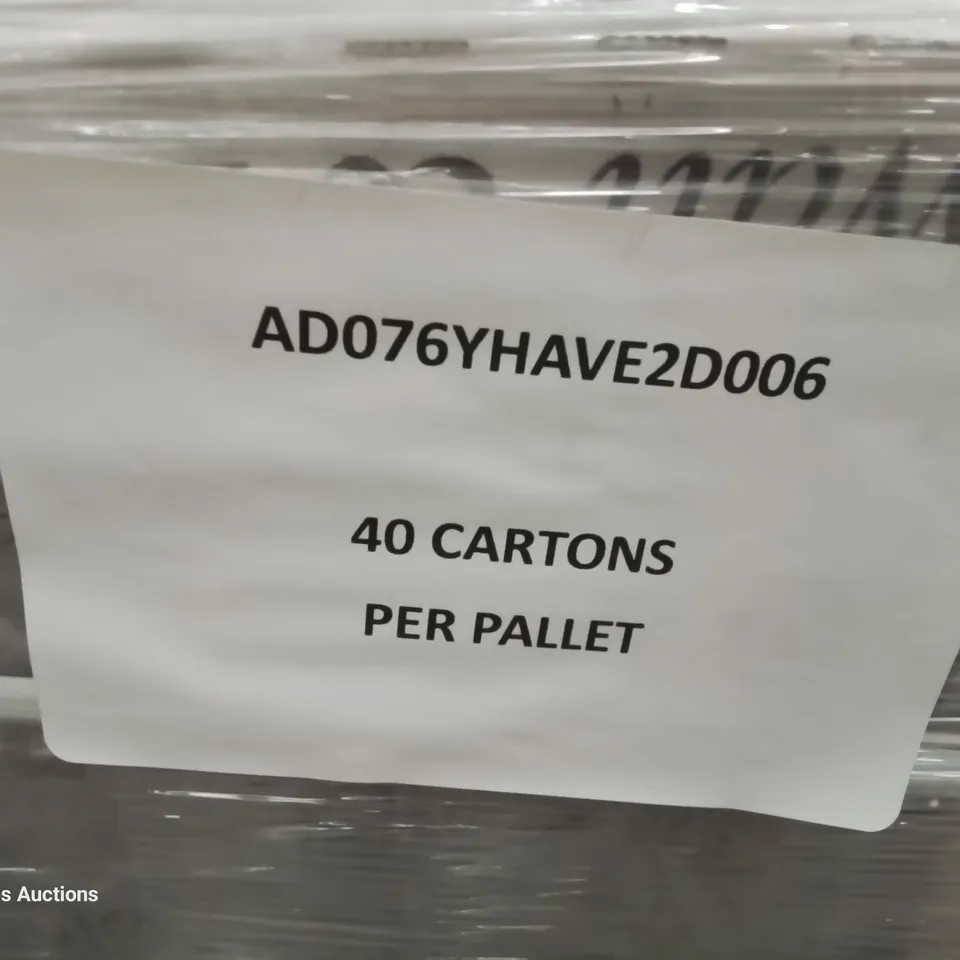 AD076YHAVE2D006
40 CARTONS
PER PALLET
s Auctions